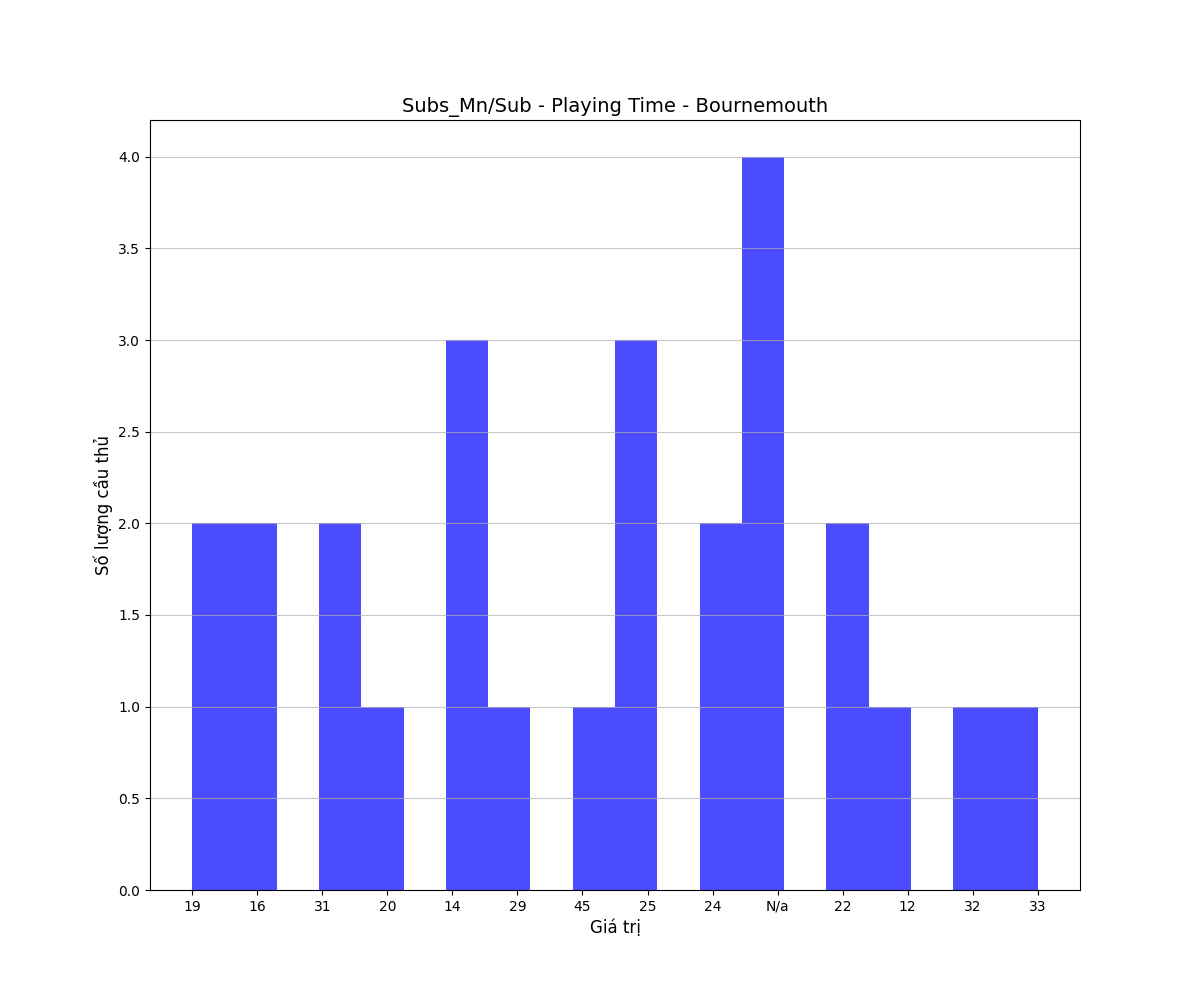 Subs_Mn/Sub - Playing Time - Bournemouth
4.0
3.5
3.0
2.5
2.0
1.5
1.0
0.5
0.0
Số lượng cầu thủ
19 16 31 20 14 29 45 25 24 N/a 22 12 32 33
Giá trị